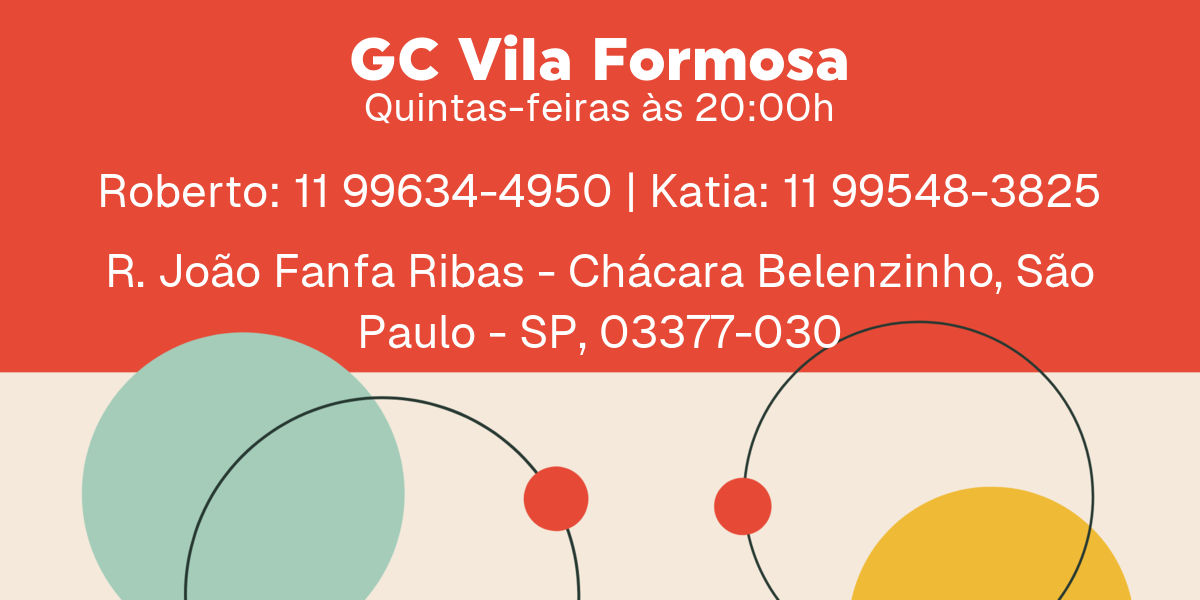 GC Vila Formosa
Quintas-feiras às 20:00h
Roberto: 11 99634-4950 | Katia: 11 99548-3825
R. João Fanfa Ribas - Chácara Belenzinho, São
Paulo - SP, 03377-030